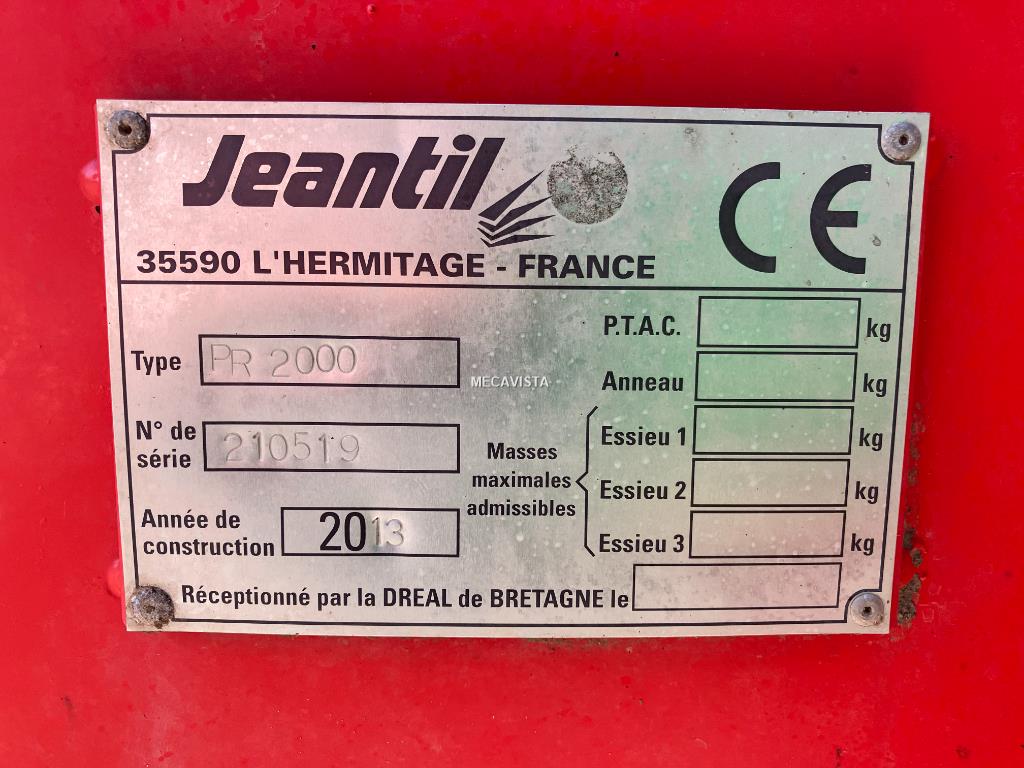 Jeantil
CE
35590 L'HERMITAGE - FRANCE
Type PR 2000
N° de
série 210519
Année de
construction 2013
MECAVISTA
P.T.A.C. kg
Anneau kg
Masses
maximales
admissibles
Essieu 1 kg
Essieu 2 kg
Essieu 3 kg
Réceptionné par la DREAL de BRETAGNE le